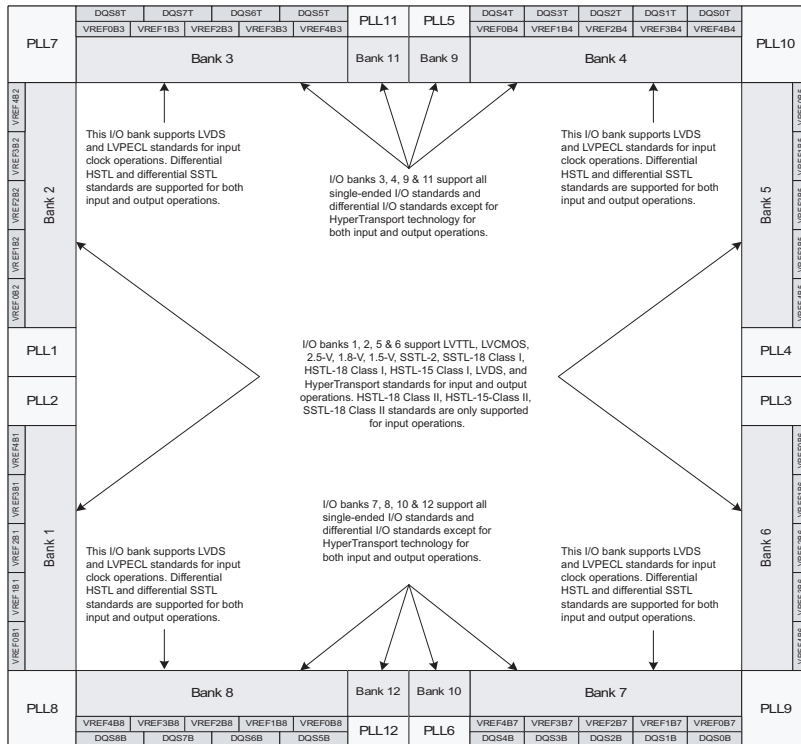 DQS8T DQS7T DQS6T DQS5T
PLL11 PLL5
DQS4T DQS3T DQS2T DQS1T DQS0T
VREF0B3 VREF1B3 VREF2B3 VREF3B3 VREF4B3
VREF0B4 VREF1B4 VREF2B4 VREF3B4 VREF4B4
PLL7
PLL10
Bank 3
Bank 11
Bank 9
Bank 4
VREF4B2
VREF3B2
VREF2B2
VREF1B2
VREF0B2
Bank 2
This I/O bank supports LVDS
and LVPECL standards for input
clock operations. Differential
HSTL and differential SSTL
standards are supported for both
input and output operations.
I/O banks 3, 4, 9 & 11 support all
single-ended I/O standards and
differential I/O standards except for
HyperTransport technology for
both input and output operations.
This I/O bank supports LVDS
and LVPECL standards for input
clock operations. Differential
HSTL and differential SSTL
standards are supported for both
input and output operations.
Bank 5
VREF0B5
VREF1B5
VREF2B5
VREF3B5
VREF4B5
PLL1
PLL2
I/O banks 1, 2, 5 & 6 support LVTTL, LVCMOS,
2.5-V, 1.8-V, 1.5-V, SSTL-2, SSTL-18 Class I,
HSTL-18 Class I, HSTL-15 Class I, LVDS, and
HyperTransport standards for input and output
operations. HSTL-18 Class II, HSTL-15-Class II,
SSTL-18 Class II standards are only supported
for input operations.
PLL4
PLL3
VREF4B1
VREF3B1
VREF2B1
VREF1B1
VREF0B1
Bank 1
I/O banks 7, 8, 10 & 12 support all
single-ended I/O standards and
differential I/O standards except for
HyperTransport technology for
both input and output operations.
This I/O bank supports LVDS
and LVPECL standards for input
clock operations. Differential
HSTL and differential SSTL
standards are supported for both
input and output operations.
This I/O bank supports LVDS
and LVPECL standards for input
clock operations. Differential
HSTL and differential SSTL
standards are supported for both
input and output operations.
Bank 6
VREF0B6
VREF1B6
VREF2B6
VREF3B6
VREF4B6
PLL8
Bank 8
Bank 12
Bank 10
Bank 7
PLL9
VREF4B8 VREF3B8 VREF2B8 VREF1B8 VREF0B8
PLL12 PLL6
VREF4B7 VREF3B7 VREF2B7 VREF1B7 VREF0B7
DQS8B DQS7B DQS6B DQS5B
DQS4B DQS3B DQS2B DQS1B DQS0B